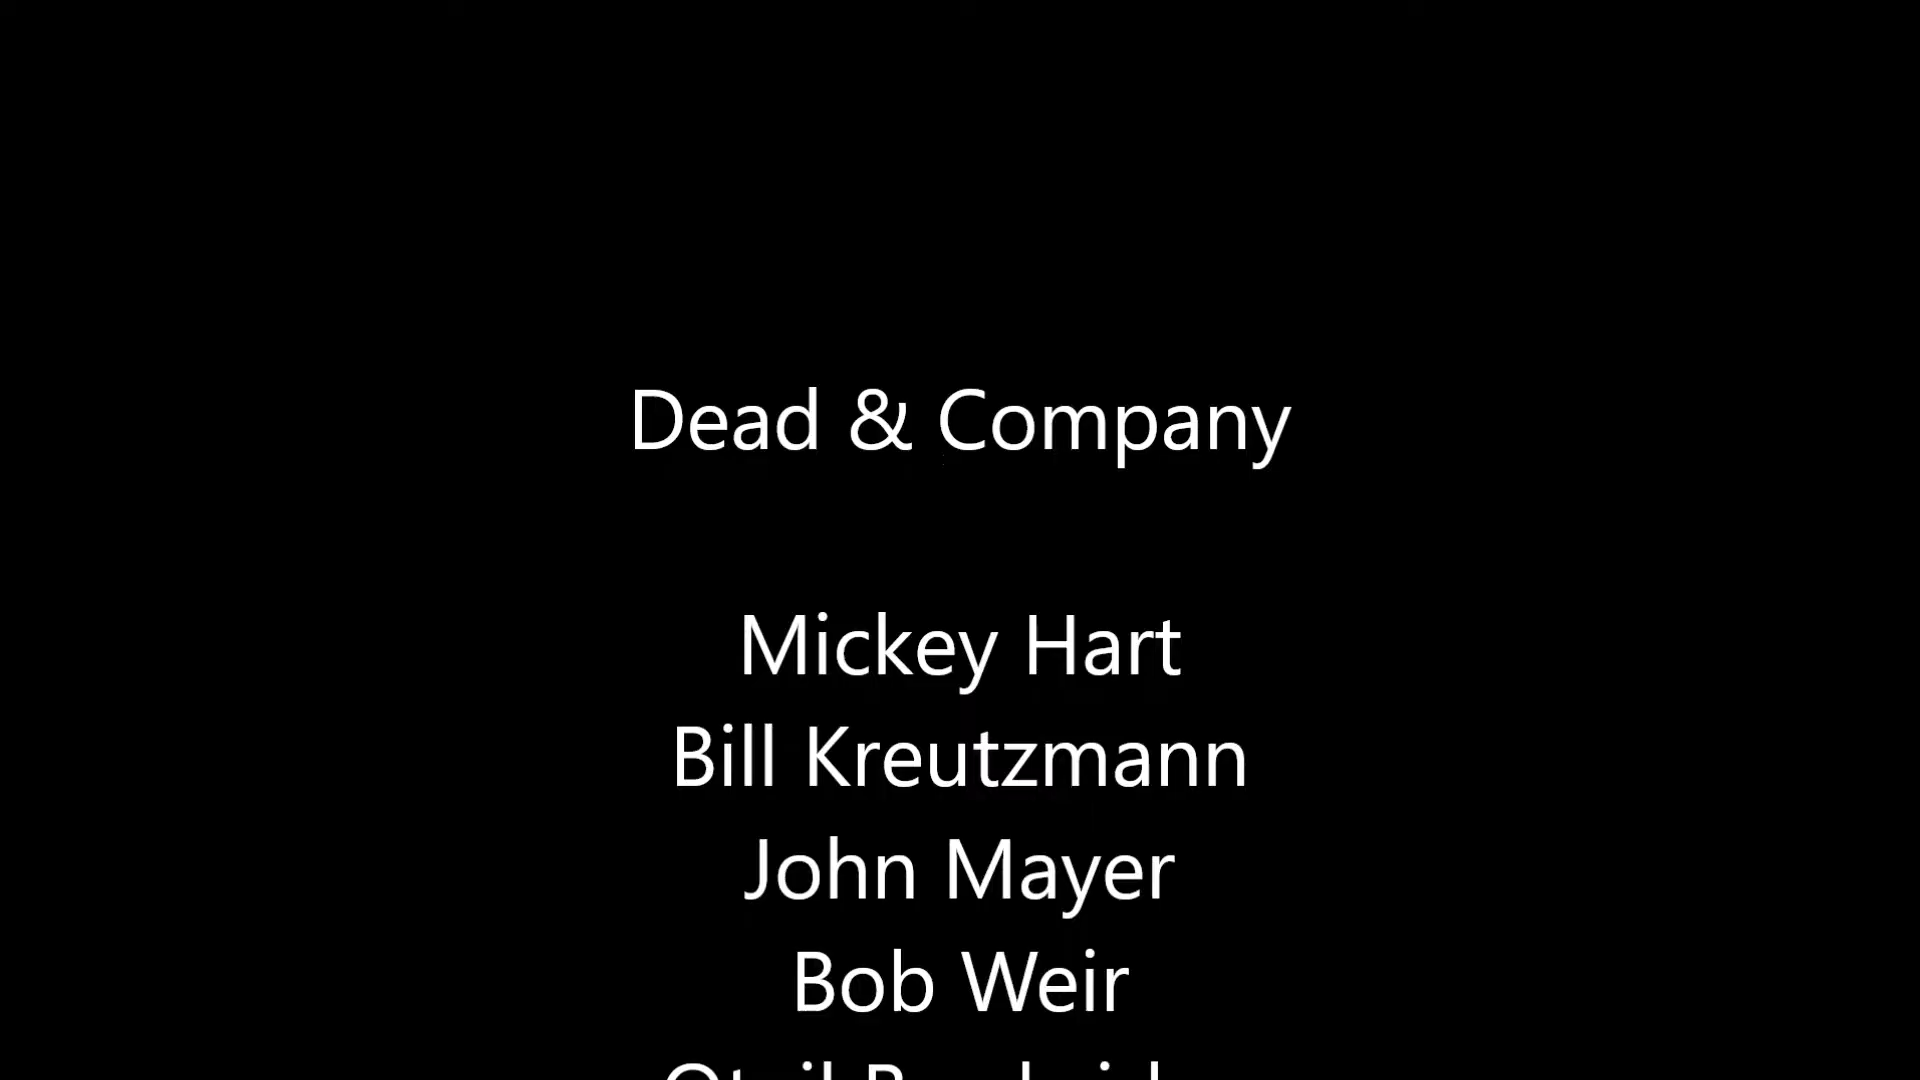 Dead & Company
Mickey Hart
Bill Kreutzmann
John Mayer
Bob Weir